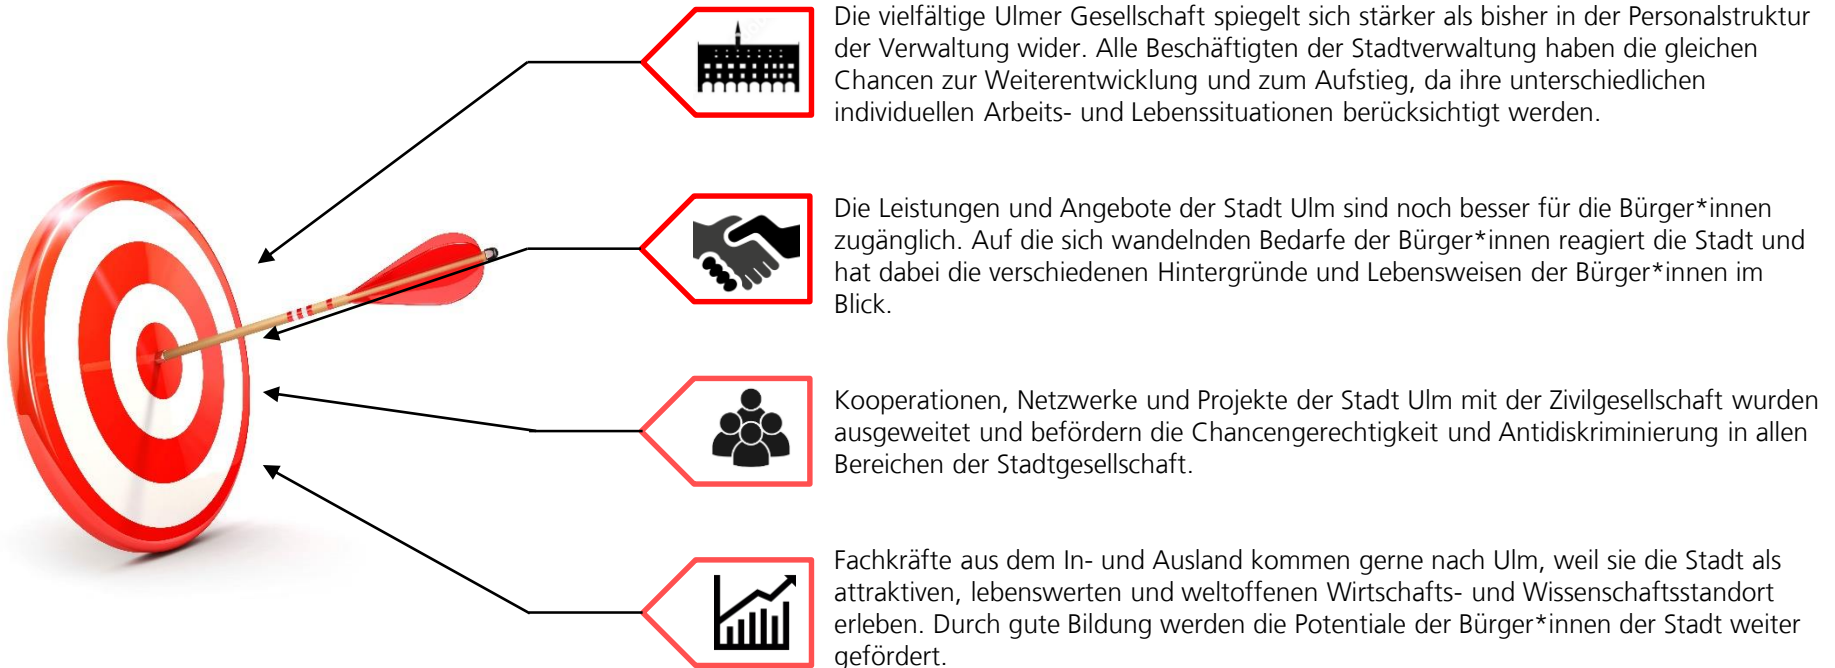 Die vielfältige Ulmer Gesellschaft spiegelt sich stärker als bisher in der Personalstruktur
der Verwaltung wider. Alle Beschäftigten der Stadtverwaltung haben die gleichen
Chancen zur Weiterentwicklung und zum Aufstieg, da ihre unterschiedlichen
individuellen Arbeits- und Lebenssituationen berücksichtigt werden.
Die Leistungen und Angebote der Stadt Ulm sind noch besser für die Bürger*innen
zugänglich. Auf die sich wandelnden Bedarfe der Bürger*innen reagiert die Stadt und
hat dabei die verschiedenen Hintergründe und Lebensweisen der Bürger*innen im
Blick.
Kooperationen, Netzwerke und Projekte der Stadt Ulm mit der Zivilgesellschaft wurden
ausgeweitet und befördern die Chancengerechtigkeit und Antidiskriminierung in allen
Bereichen der Stadtgesellschaft.
Fachkräfte aus dem In- und Ausland kommen gerne nach Ulm, weil sie die Stadt als
attraktiven, lebenswerten und weltoffenen Wirtschafts- und Wissenschaftsstandort
erleben. Durch gute Bildung werden die Potentiale der Bürger*innen der Stadt weiter
gefördert.